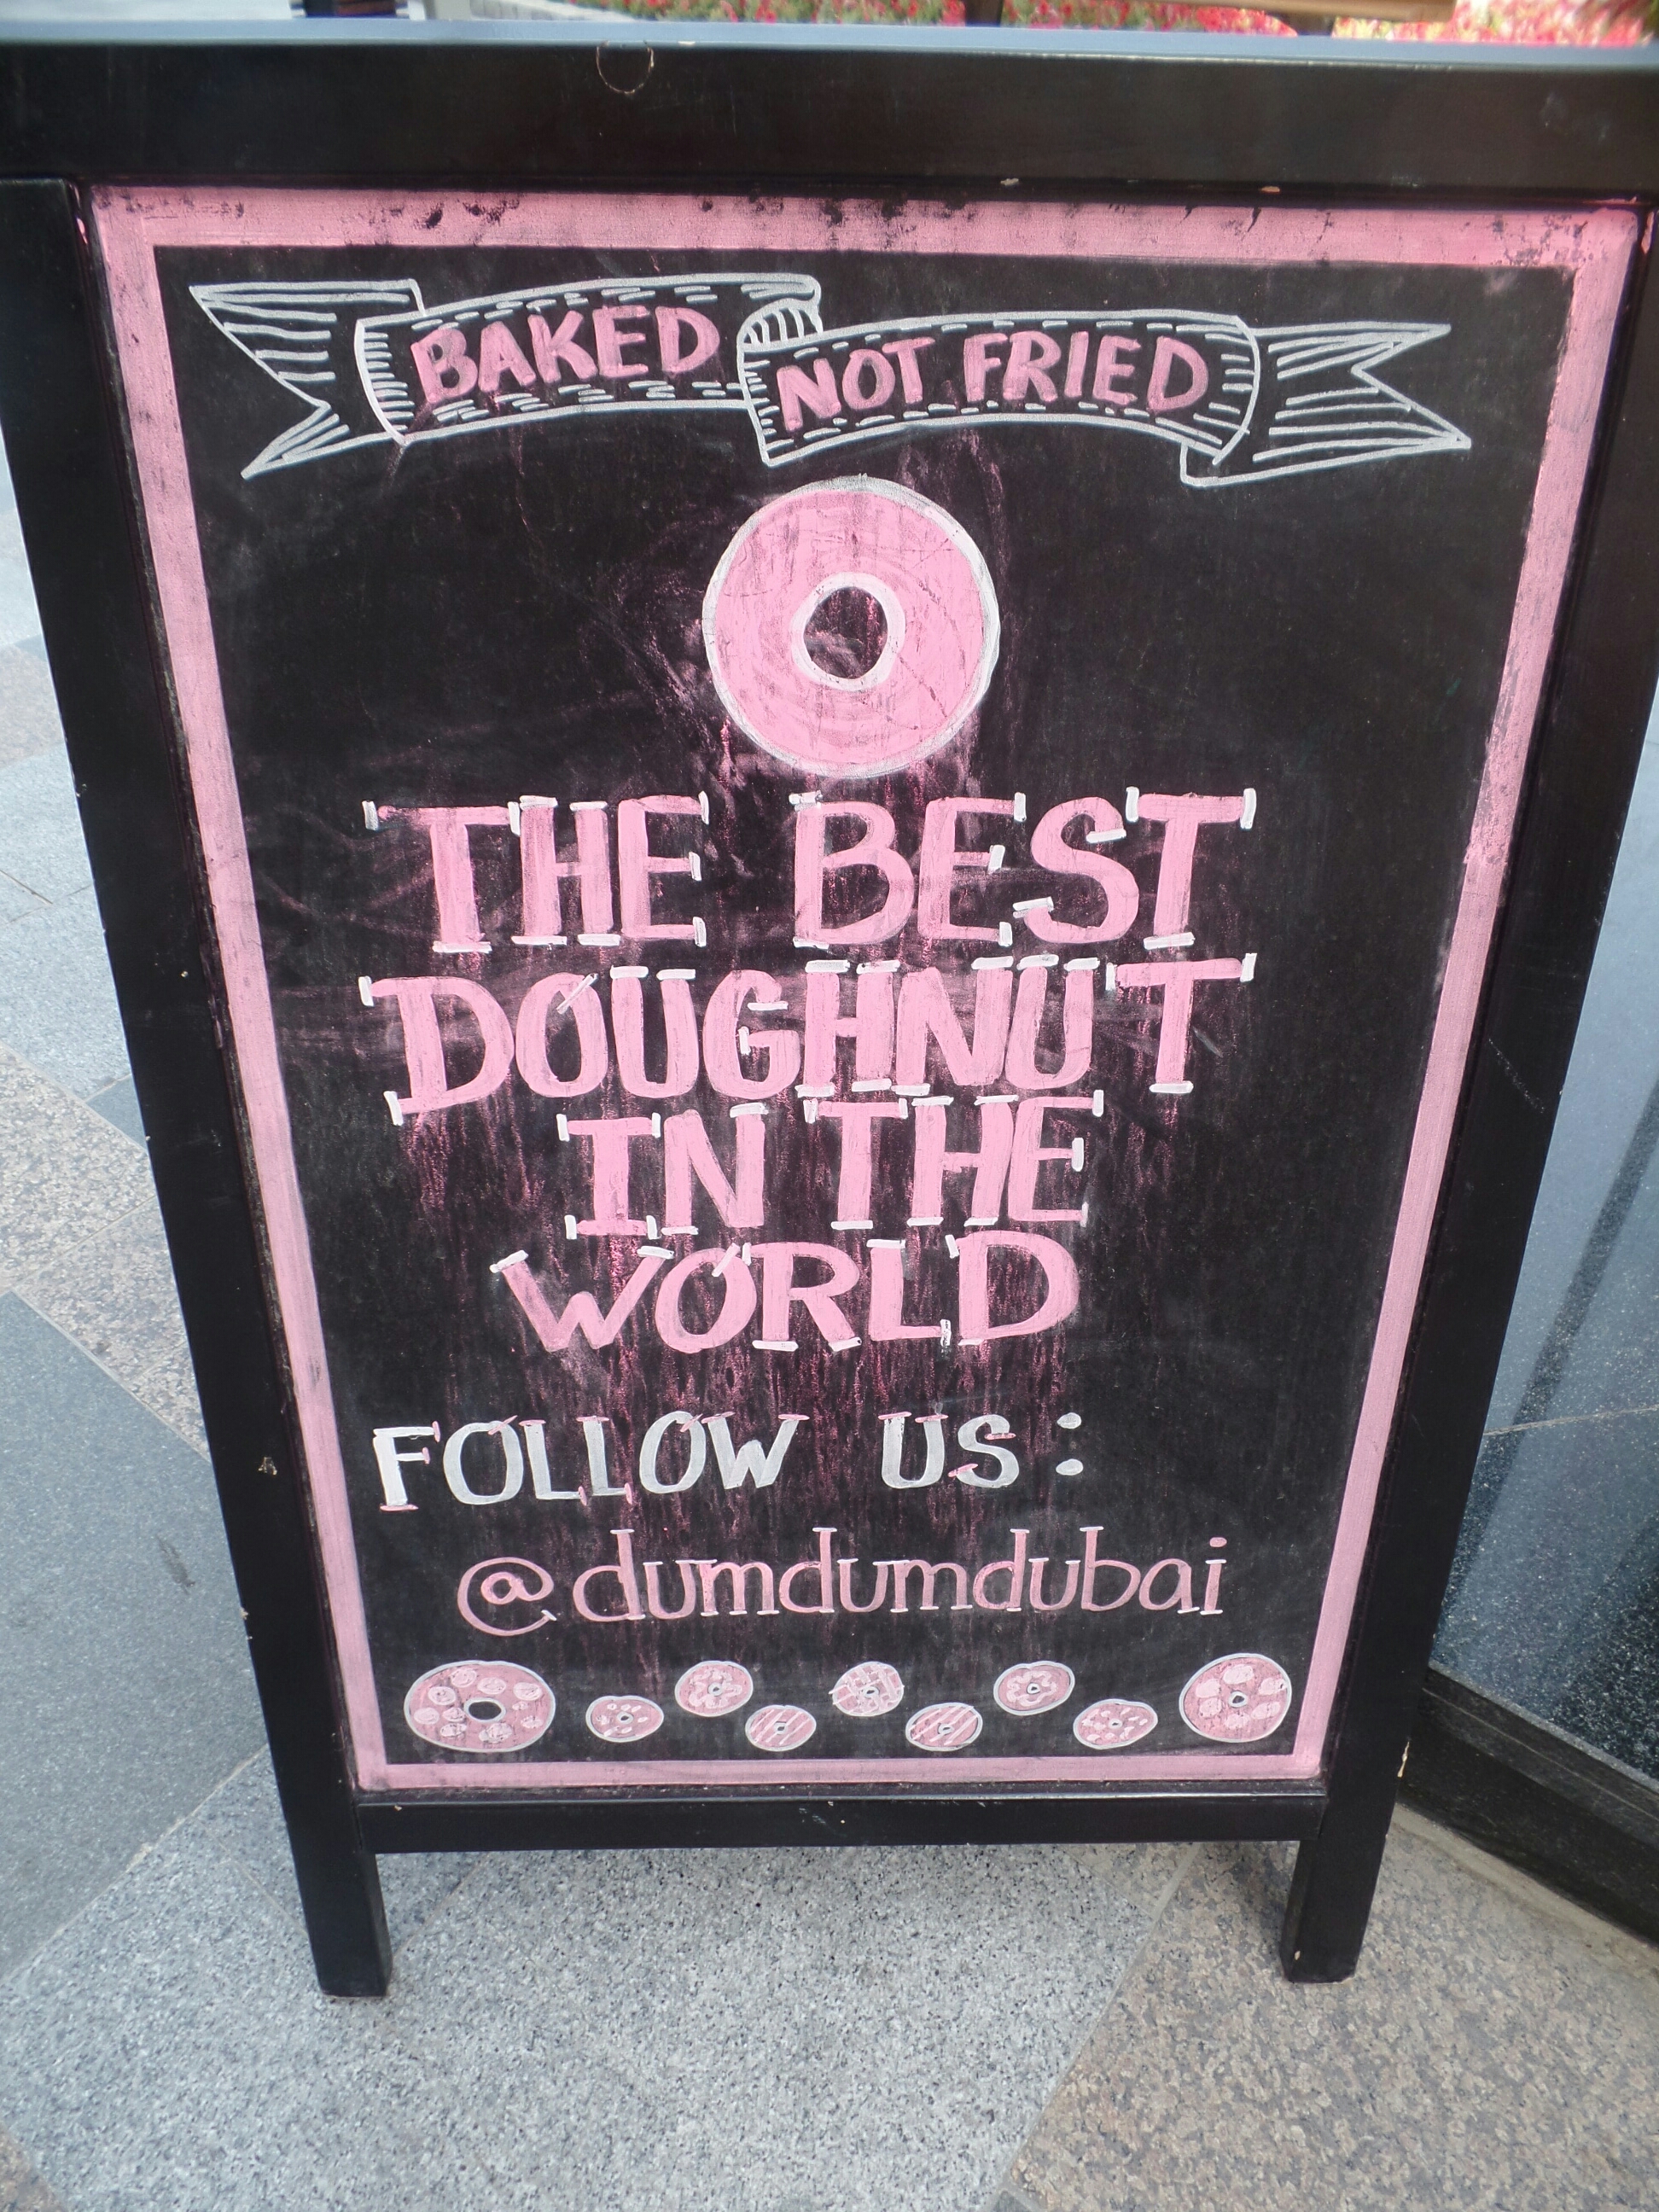 BAKED NOT FRIED
THE BEST
DOUGHNUT
IN THE
WORLD
FOLLOW US:
@dumdumdubai